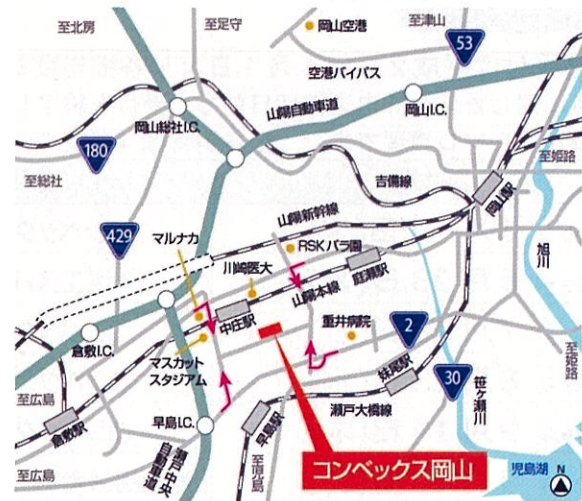 至北房
至足守
岡山空港
至津山
53
空港バイパス
岡山総社I.C.
山陽自動車道
岡山I.C.
180
至総社
吉備線
至姫路
岡山駅
429
山陽新幹線
マルナカ
RSKバラ園
旭川
川崎医大
山陽本線
庭瀬駅
中庄駅
重井病院
2
倉敷I.C.
マスカット
スタジアム
妹尾駅
30
笹ヶ瀬川
至姫路
至広島
倉敷駅
早島I.C.
早島駅
瀬戸大橋線
至広島
瀬戸中央
自動車道
至児島
コンベックス岡山
児島湖
N